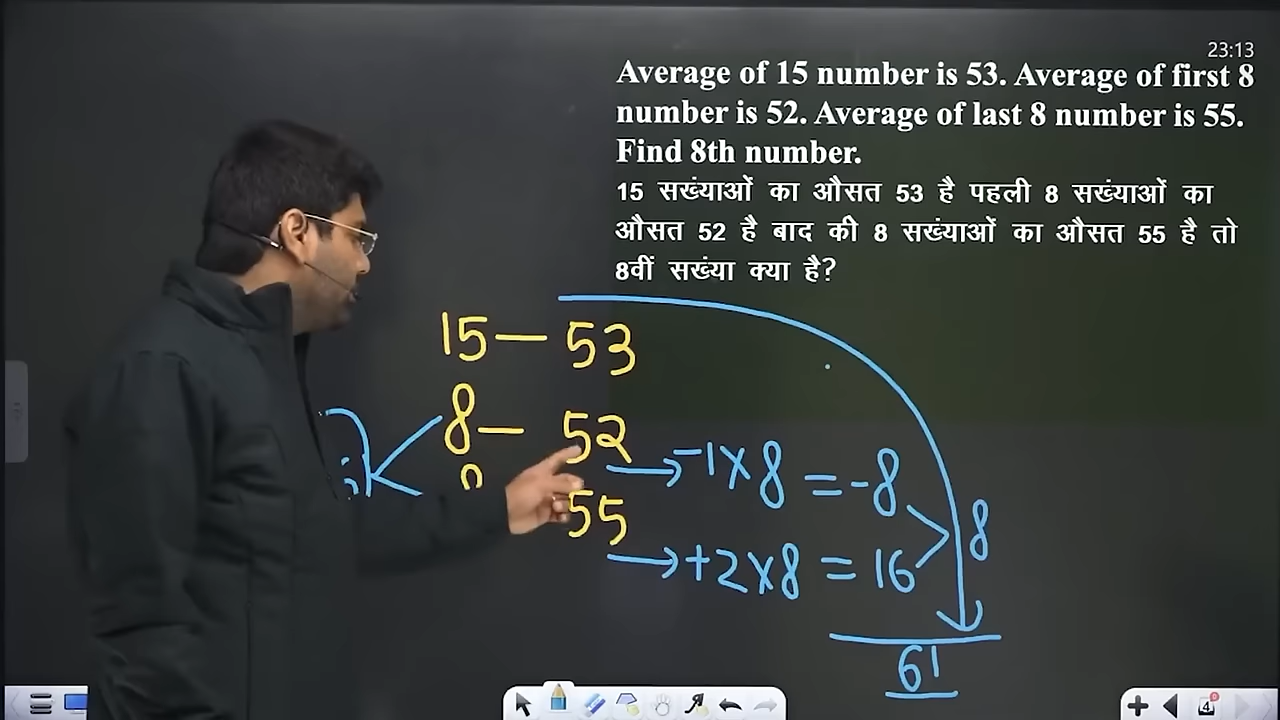 23:13
Average of 15 number is 53. Average of first 8
number is 52. Average of last 8 number is 55.
Find 8th number.
15 सख्ंयाओं का औसत 53 है पहली 8 सख्ंयाओं का
औसत 52 है बाद की 8 सख्ंयाओं का औसत 55 है तो
8वीं सख्ंया क्या है?
15 — 53
8 — 52 → -1×8 = -8
55 → +2×8 = 16
8
61
4